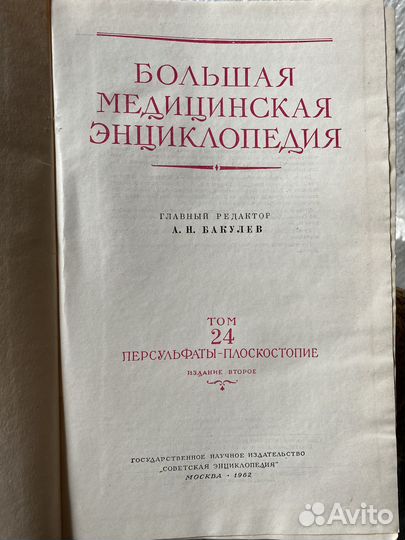 БОЛЬШАЯ
МЕДИЦИНСКАЯ
ЭНЦИКЛОПЕДИЯ
ГЛАВНЫЙ РЕДАКТОР
А. Н. БАКУЛЕВ
ТОМ
24
ПЕРСУЛЬФАТЫ–ПЛОСКОСТОПИЕ
ИЗДАНИЕ ВТОРОЕ
ГОСУДАРСТВЕННОЕ НАУЧНОЕ ИЗДАТЕЛЬСТВО
„СОВЕТСКАЯ ЭНЦИКЛОПЕДИЯ"
МОСКВА · 1962
Avito